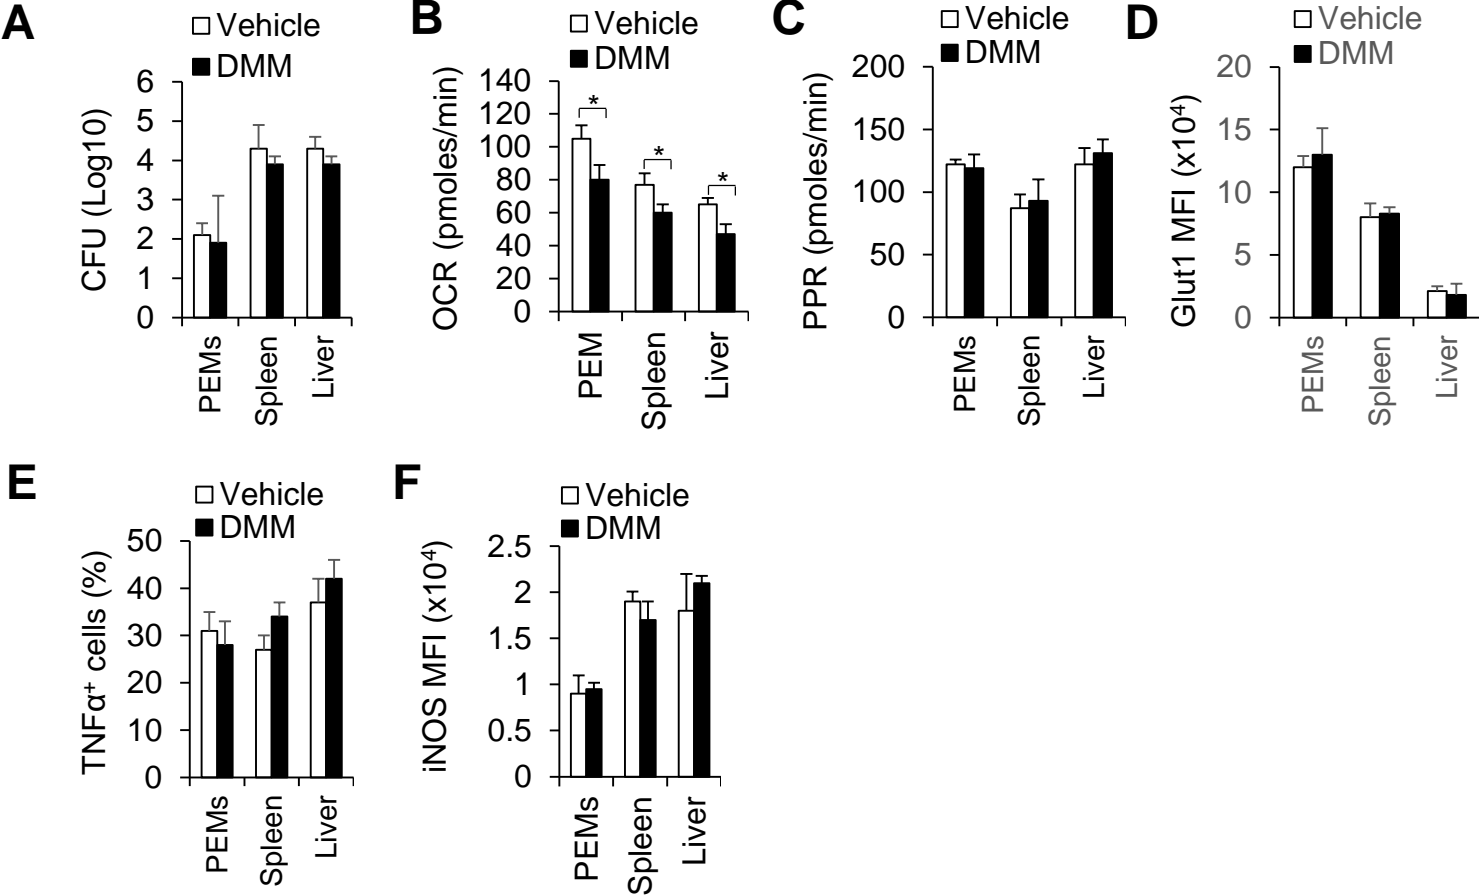 A
Vehicle
DMM
CFU (Log10)
6
5
4
3
2
1
0
PEMs
Spleen
Liver
B
Vehicle
DMM
OCR (pmoles/min)
140
120
100
80
60
40
20
0
*
*
*
PEM
Spleen
Liver
C
Vehicle
DMM
PPR (pmoles/min)
200
150
100
50
0
PEMs
Spleen
Liver
D
Vehicle
DMM
Glut1 MFI (x10⁴)
20
15
10
5
0
PEMs
Spleen
Liver
E
Vehicle
DMM
TNFα⁺ cells (%)
50
40
30
20
10
0
PEMs
Spleen
Liver
F
Vehicle
DMM
iNOS MFI (x10⁴)
2.5
2
1.5
1
0.5
0
PEMs
Spleen
Liver